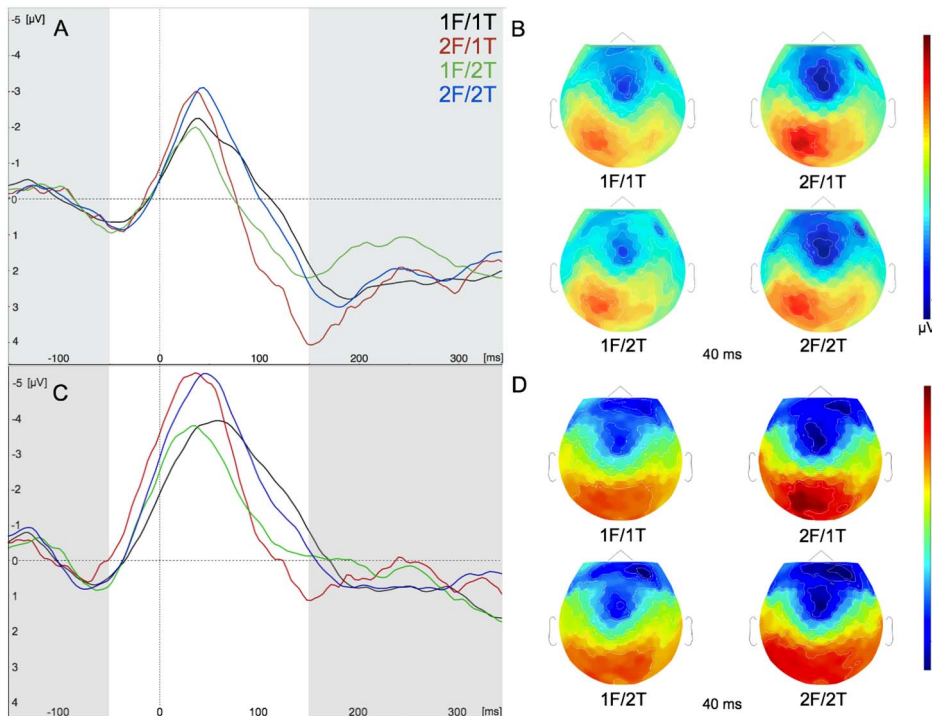 -5 [µV] A
-4
-3
-2
-1
0
1
2
3
4
-100 0 100 200 [ms] 300
1F/1T
2F/1T
1F/2T
2F/2T
B
1F/1T 2F/1T
1F/2T 2F/2T
40 ms
µV
-5 [µV] C
-4
-3
-2
-1
0
1
2
3
4
-100 0 100 200 [ms] 300
D
1F/1T 2F/1T
1F/2T 2F/2T
40 ms